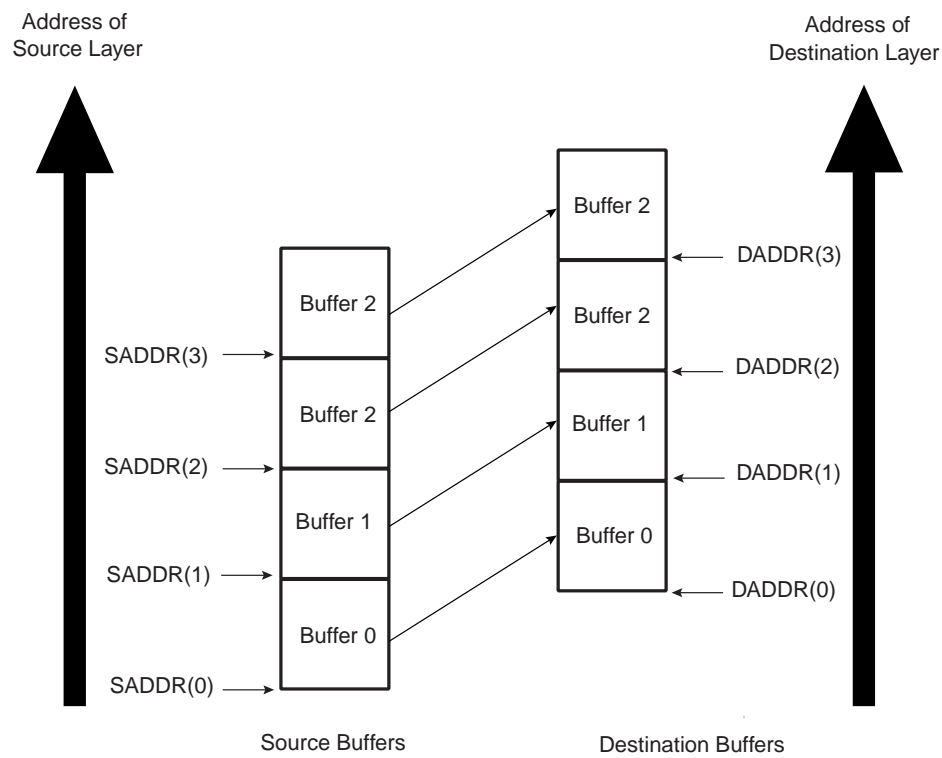 Address of
Source Layer
Address of
Destination Layer
Buffer 2
DADDR(3)
Buffer 2
SADDR(3)
Buffer 2
DADDR(2)
Buffer 2
Buffer 1
SADDR(2)
DADDR(1)
Buffer 1
Buffer 0
SADDR(1)
DADDR(0)
Buffer 0
SADDR(0)
Source Buffers
Destination Buffers